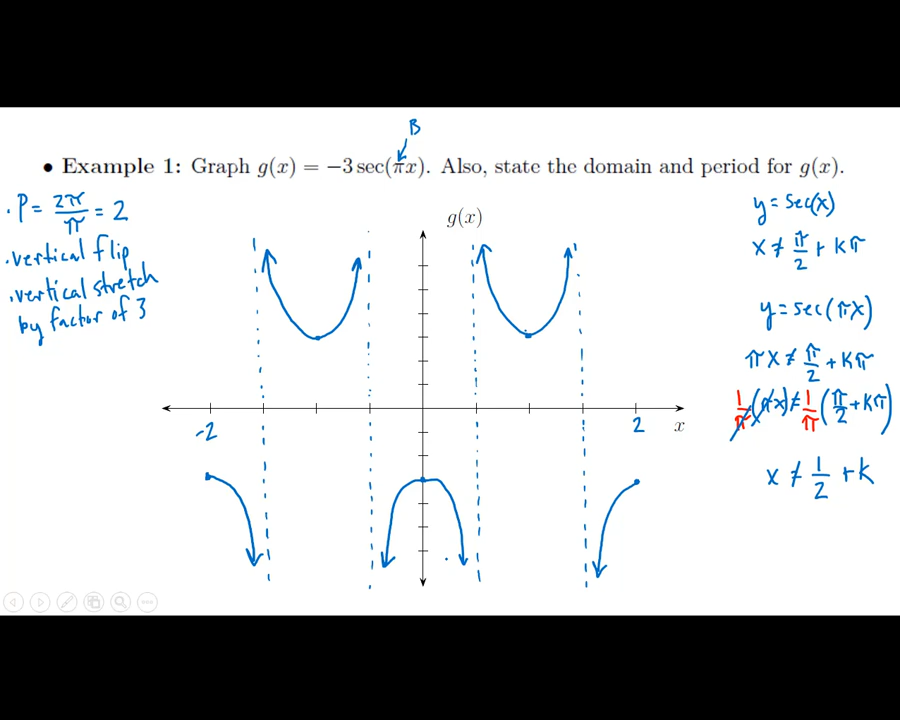 B
• Example 1: Graph g(x) = −3 sec(πx). Also, state the domain and period for g(x).
· P = 2π/π = 2
· vertical flip
· vertical stretch
by factor of 3
g(x)
-2
2
x
y = sec(x)
x ≠ π/2 + kπ
y = sec(πx)
πx ≠ π/2 + kπ
1/π (πx) ≠ 1/π (π/2 + kπ)
x ≠ 1/2 + k